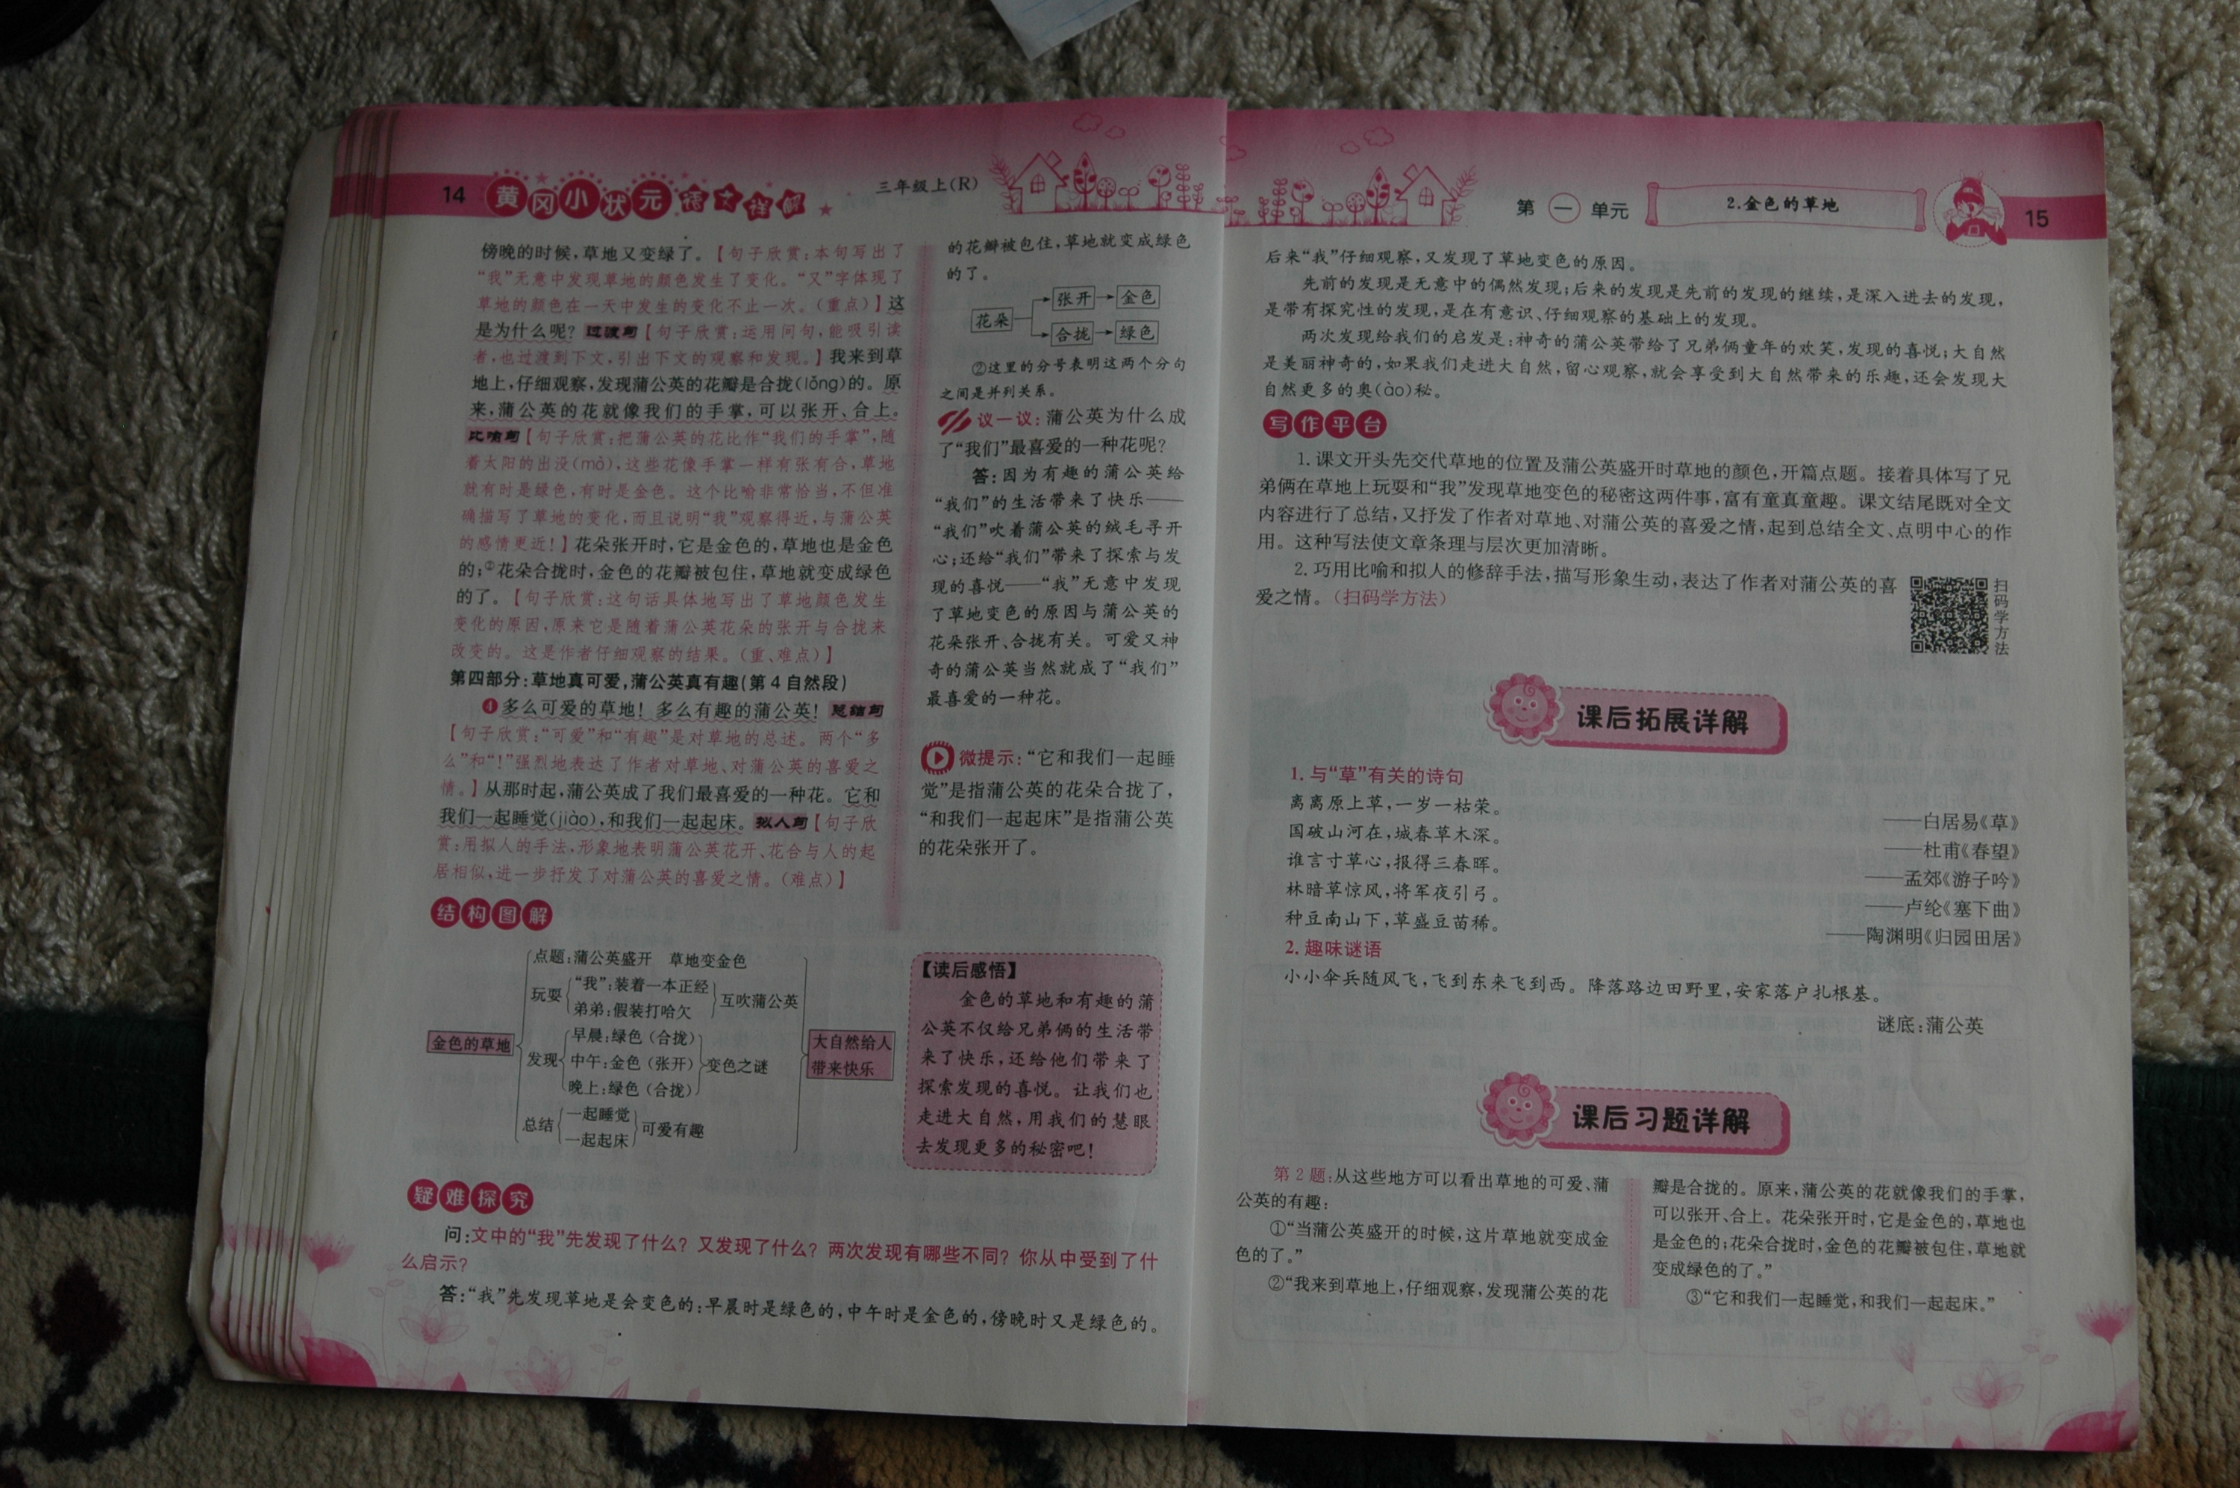 14 黄冈小状元 语文详解 三年级上(R)
傍晚的时候,草地又变绿了。【句子欣赏:本句写出了
“我”无意中发现草地的颜色发生了变化。“又”字体现了
草地的颜色在一天中发生的变化不止一次。(重点)】这
是为什么呢? 过渡句【句子欣赏:运用问句,能吸引读
者,也过渡到下文,引出下文的观察和发现。】我来到草
地上,仔细观察,发现蒲公英的花瓣是合拢(lǒng)的。原
来,蒲公英的花就像我们的手掌,可以张开、合上。
比喻句【句子欣赏:把蒲公英的花比作“我们的手掌”,随
着太阳的出没(mò),这些花像手掌一样有张有合,草地
就有时是绿色,有时是金色。这个比喻非常恰当,不但准
确描写了草地的变化,而且说明“我”观察得近,与蒲公英
的感情更近!】花朵张开时,它是金色的,草地也是金色
的;②花朵合拢时,金色的花瓣被包住,草地就变成绿色
的了。【句子欣赏:这句话具体地写出了草地颜色发生
变化的原因,原来它是随着蒲公英花朵的张开与合拢来
改变的。这是作者仔细观察的结果。(重、难点)】
第四部分:草地真可爱,蒲公英真有趣(第4自然段)
④多么可爱的草地!多么有趣的蒲公英! 总结句
【句子欣赏:“可爱”和“有趣”是对草地的总述。两个“多
么”和“!”强烈地表达了作者对草地、对蒲公英的喜爱之
情。】从那时起,蒲公英成了我们最喜爱的一种花。它和
我们一起睡觉(jiào),和我们一起起床。 拟人句【句子欣
赏:用拟人的手法,形象地表明蒲公英花开、花合与人的起
居相似,进一步抒发了对蒲公英的喜爱之情。(难点)】
的花瓣被包住,草地就变成绿色
的了。
花朵
张开 金色
合拢 绿色
②这里的分号表明这两个分句
之间是并列关系。
议一议:蒲公英为什么成
了“我们”最喜爱的一种花呢?
答:因为有趣的蒲公英给
“我们”的生活带来了快乐——
“我们”吹着蒲公英的绒毛寻开
心;还给“我们”带来了探索与发
现的喜悦——“我”无意中发现
了草地变色的原因与蒲公英的
花朵张开、合拢有关。可爱又神
奇的蒲公英当然就成了“我们”
最喜爱的一种花。
微提示:“它和我们一起睡
觉”是指蒲公英的花朵合拢了,
“和我们一起起床”是指蒲公英
的花朵张开了。
结构图解
金色的草地
点题:蒲公英盛开 草地变金色
玩耍 “我”:装着一本正经
弟弟:假装打哈欠
互吹蒲公英
发现 早晨:绿色(合拢)
中午:金色(张开)
晚上:绿色(合拢)
变色之谜
总结 一起睡觉
一起起床
可爱有趣
大自然给人
带来快乐
【读后感悟】
金色的草地和有趣的蒲
公英不仅给兄弟俩的生活带
来了快乐,还给他们带来了
探索发现的喜悦。让我们也
走进大自然,用我们的慧眼
去发现更多的秘密吧!
疑难探究
问:文中的“我”先发现了什么?又发现了什么?两次发现有哪些不同?你从中受到了什
么启示?
答:“我”先发现草地是会变色的:早晨时是绿色的,中午时是金色的,傍晚时又是绿色的。
第一单元 2.金色的草地 15
后来“我”仔细观察,又发现了草地变色的原因。
先前的发现是无意中的偶然发现;后来的发现是先前的发现的继续,是深入进去的发现,
是带有探究性的发现,是在有意识、仔细观察的基础上的发现。
两次发现给我们的启发是:神奇的蒲公英带给了兄弟俩童年的欢笑,发现的喜悦;大自然
是美丽神奇的,如果我们走进大自然,留心观察,就会享受到大自然带来的乐趣,还会发现大
自然更多的奥(ào)秘。
写作平台
1. 课文开头先交代草地的位置及蒲公英盛开时草地的颜色,开篇点题。接着具体写了兄
弟俩在草地上玩耍和“我”发现草地变色的秘密这两件事,富有童真童趣。课文结尾既对全文
内容进行了总结,又抒发了作者对草地、对蒲公英的喜爱之情,起到总结全文、点明中心的作
用。这种写法使文章条理与层次更加清晰。
2. 巧用比喻和拟人的修辞手法,描写形象生动,表达了作者对蒲公英的喜
爱之情。(扫码学方法)
扫码学方法
课后拓展详解
1. 与“草”有关的诗句
离离原上草,一岁一枯荣。 ——白居易《草》
国破山河在,城春草木深。 ——杜甫《春望》
谁言寸草心,报得三春晖。 ——孟郊《游子吟》
林暗草惊风,将军夜引弓。 ——卢纶《塞下曲》
种豆南山下,草盛豆苗稀。 ——陶渊明《归园田居》
2. 趣味谜语
小小伞兵随风飞,飞到东来飞到西。降落路边田野里,安家落户扎根基。
谜底:蒲公英
课后习题详解
第2题:从这些地方可以看出草地的可爱、蒲
公英的有趣:
①“当蒲公英盛开的时候,这片草地就变成金
色的了。”
②“我来到草地上,仔细观察,发现蒲公英的花
瓣是合拢的。原来,蒲公英的花就像我们的手掌,
可以张开、合上。花朵张开时,它是金色的,草地也
是金色的;花朵合拢时,金色的花瓣被包住,草地就
变成绿色的了。”
③“它和我们一起睡觉,和我们一起起床。”